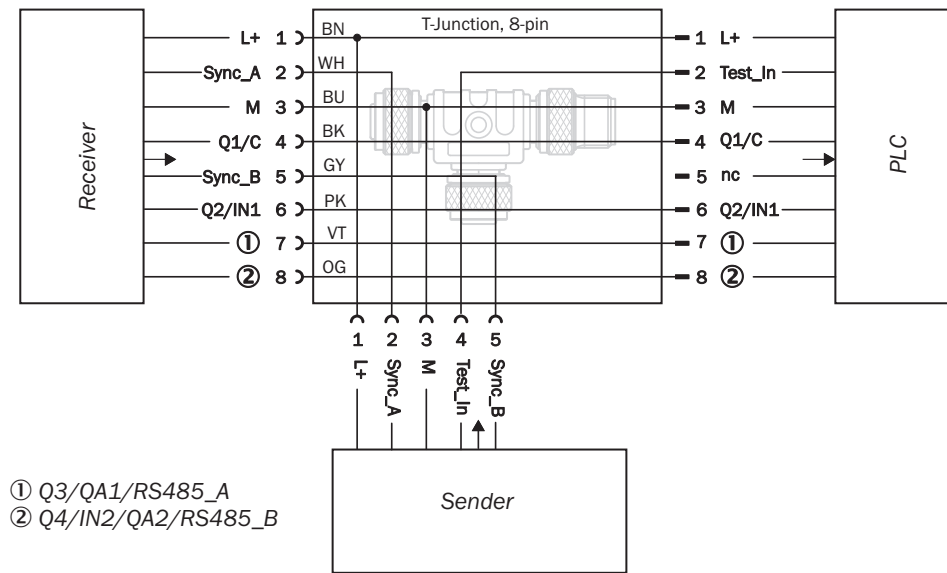 T-Junction, 8-pin
L+ 1 BN 1 L+
Sync_A 2 WH 2 Test_In
M 3 BU 3 M
Q1/C 4 BK 4 Q1/C
Sync_B 5 GY 5 nc
Q2/IN1 6 PK 6 Q2/IN1
① 7 VT 7 ①
② 8 OG 8 ②
Receiver
PLC
1 2 3 4 5
L+ Sync_A M Test_In Sync_B
Sender
① Q3/QA1/RS485_A
② Q4/IN2/QA2/RS485_B